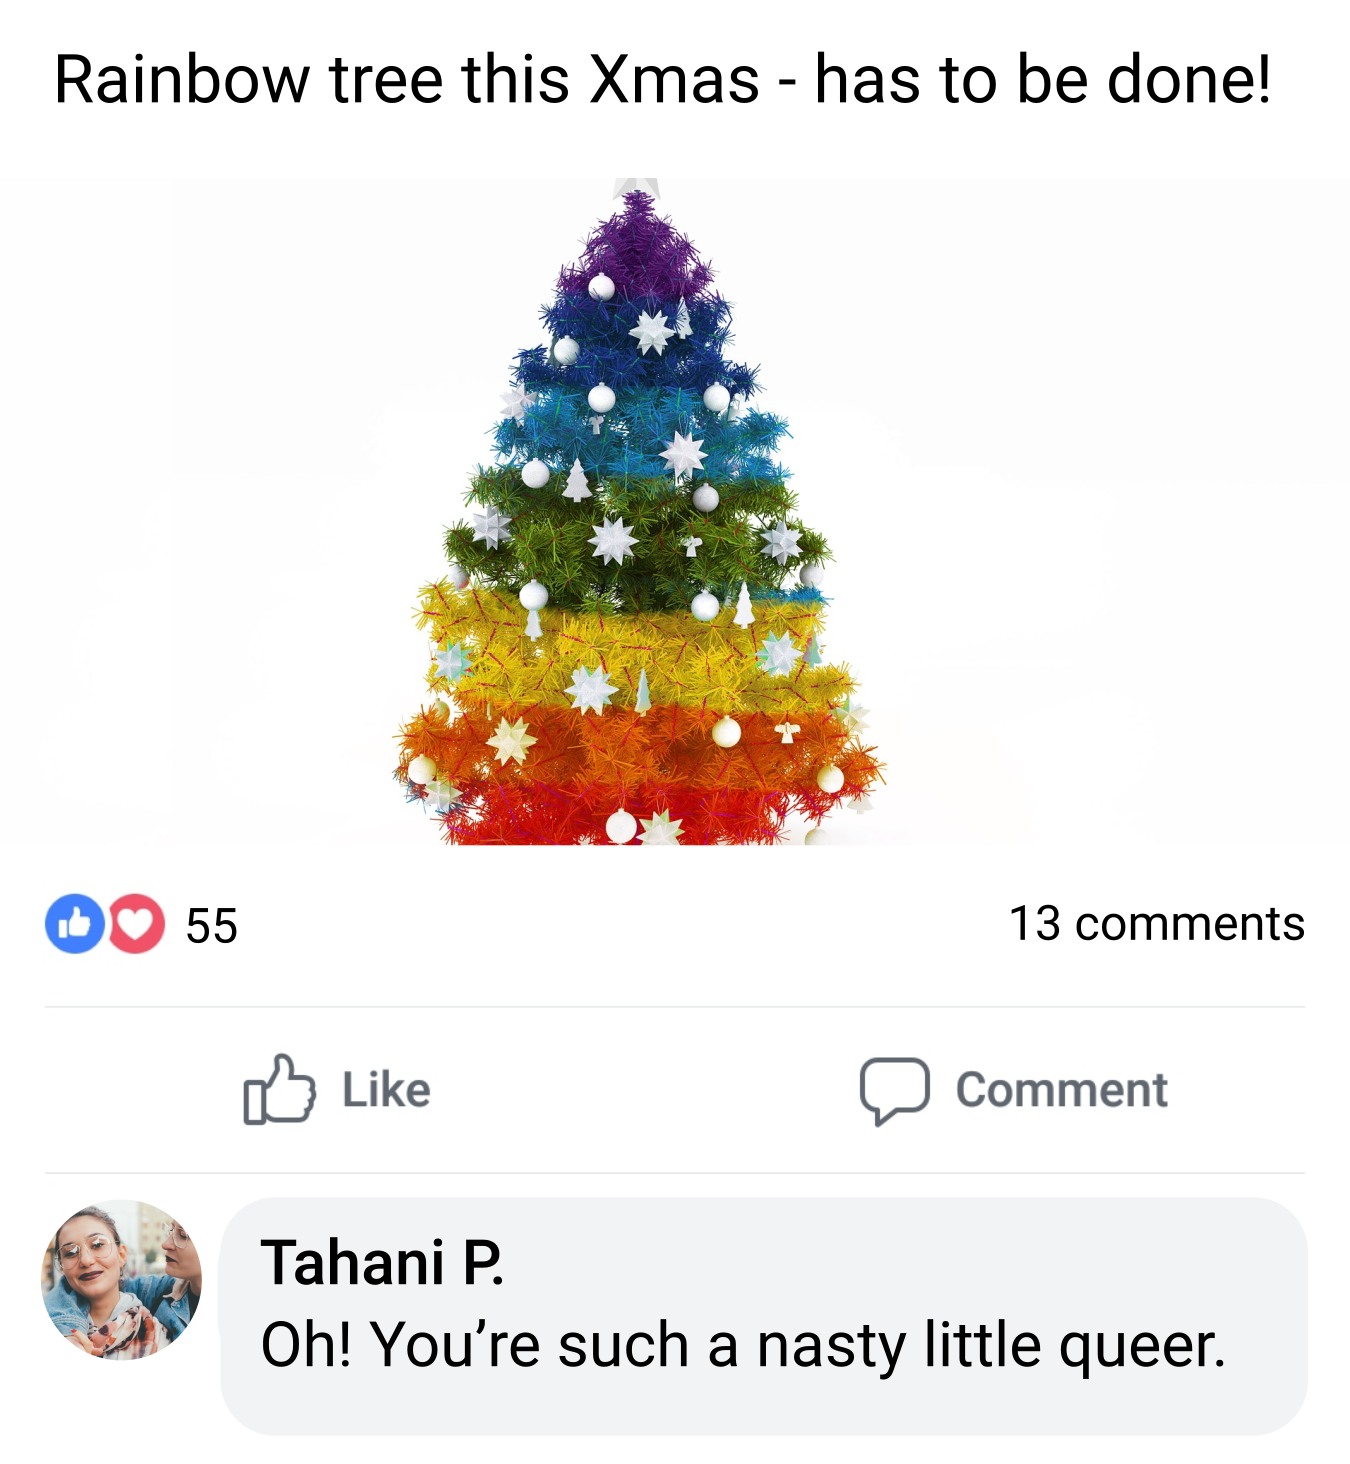 Rainbow tree this Xmas - has to be done!
55
13 comments
Like
Comment
Tahani P.
Oh! You’re such a nasty little queer.